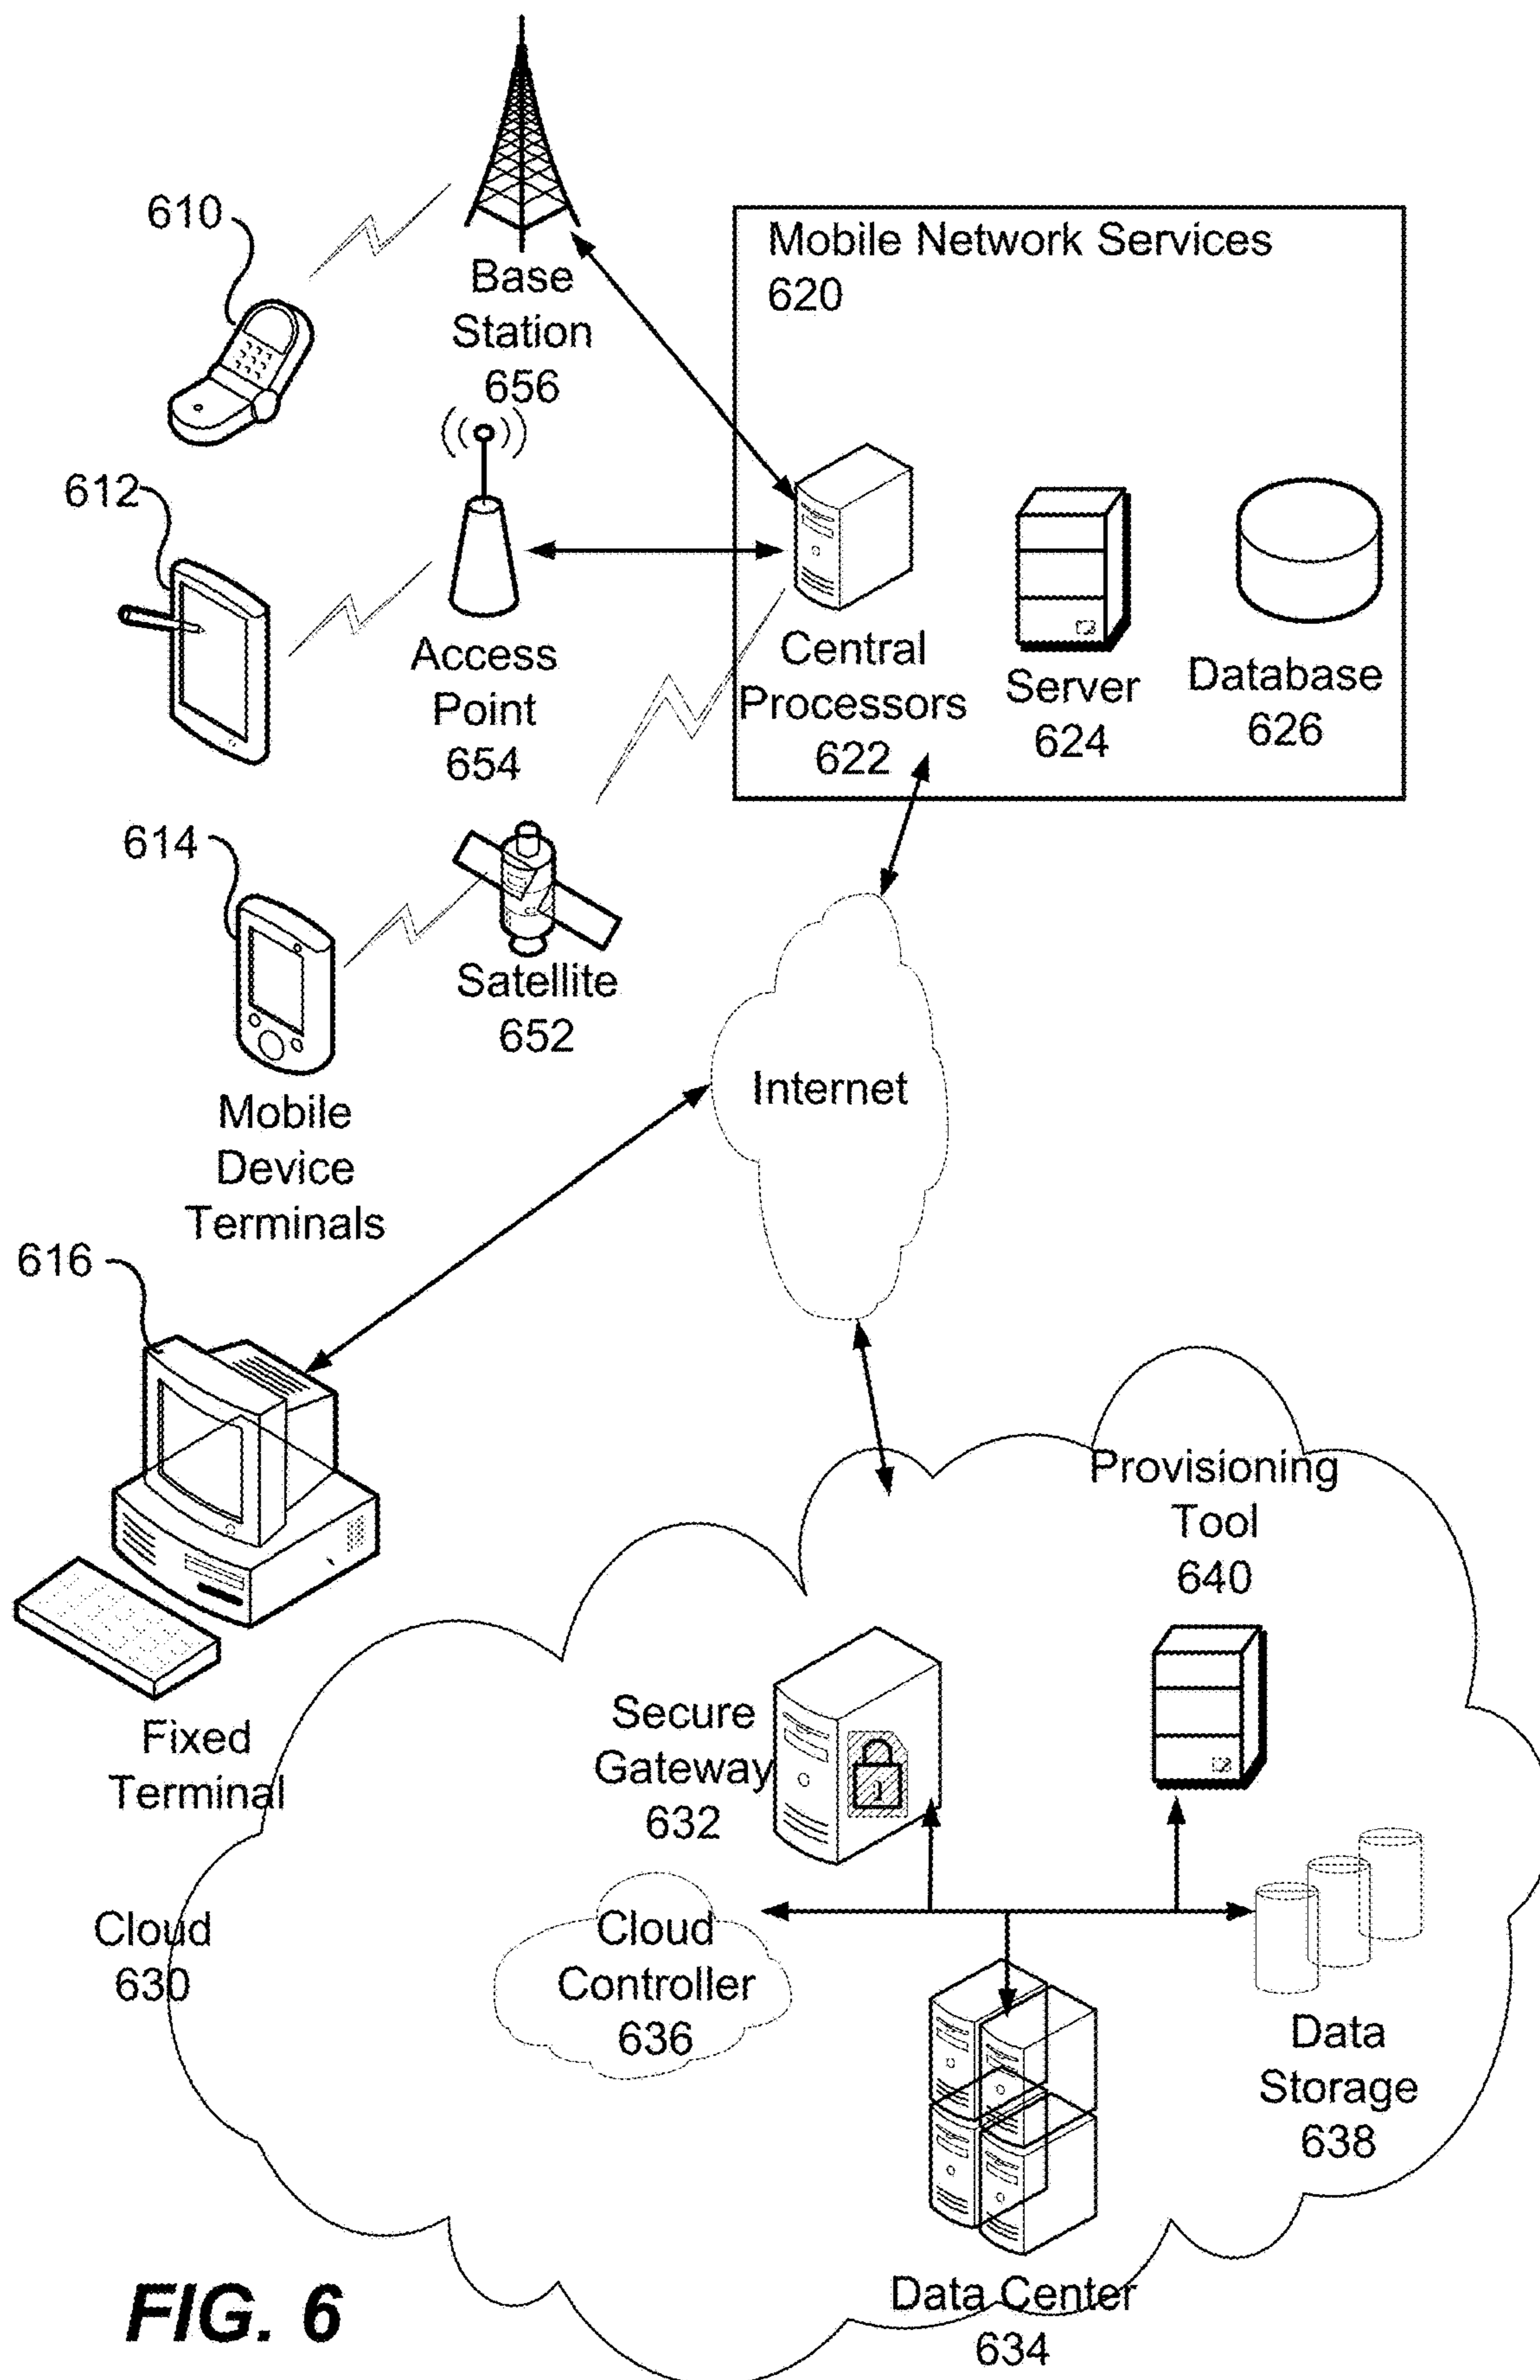 610
Base
Station
656
Mobile Network Services
620
612
Access
Point
654
Central
Processors
622
Server
624
Database
626
614
Satellite
652
Mobile
Device
Terminals
Internet
616
Fixed
Terminal
Provisioning
Tool
640
Secure
Gateway
632
Cloud
630
Cloud
Controller
636
Data
Storage
638
Data Center
634
FIG. 6